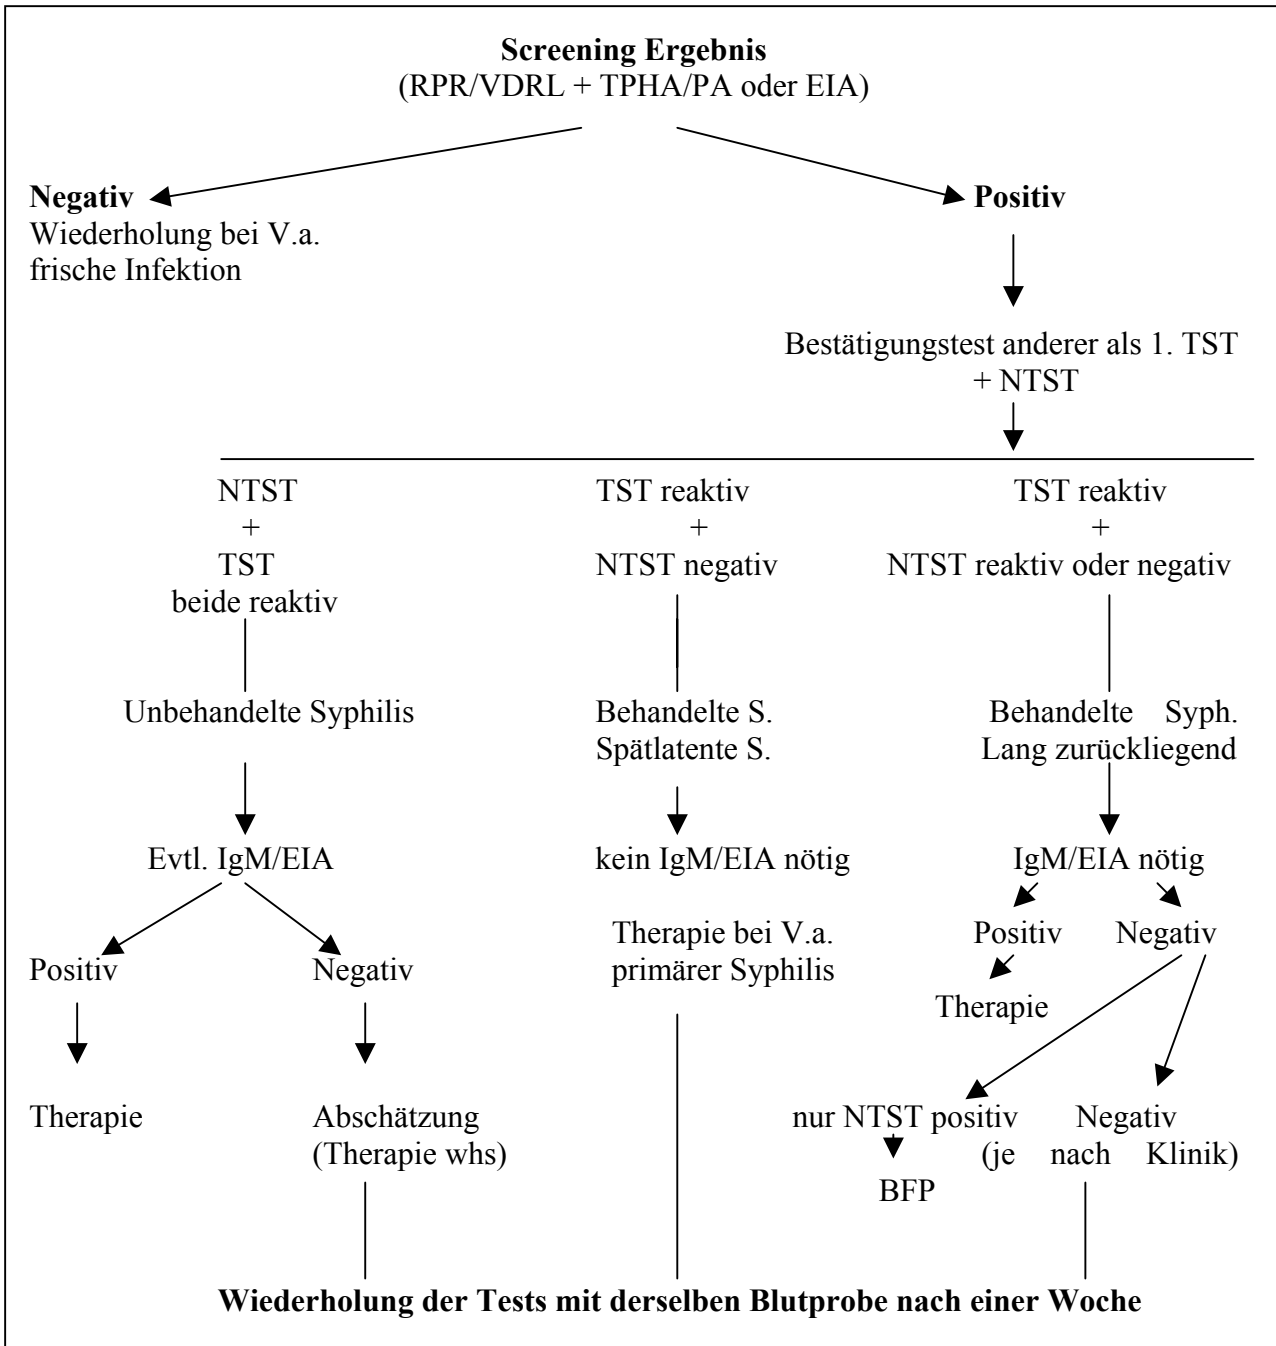 Screening Ergebnis
(RPR/VDRL + TPHA/PA oder EIA)
Negativ
Wiederholung bei V.a.
frische Infektion
Positiv
Bestätigungstest anderer als 1. TST
+ NTST
NTST
+
TST
beide reaktiv
Unbehandelte Syphilis
Evtl. IgM/EIA
Positiv
Negativ
Therapie
Abschätzung
(Therapie whs)
TST reaktiv
+
NTST negativ
Behandelte S.
Spätlatente S.
kein IgM/EIA nötig
Therapie bei V.a.
primärer Syphilis
TST reaktiv
+
NTST reaktiv oder negativ
Behandelte Syph.
Lang zurückliegend
IgM/EIA nötig
Positiv
Negativ
Therapie
nur NTST positiv
BFP
Negativ
(je nach Klinik)
Wiederholung der Tests mit derselben Blutprobe nach einer Woche